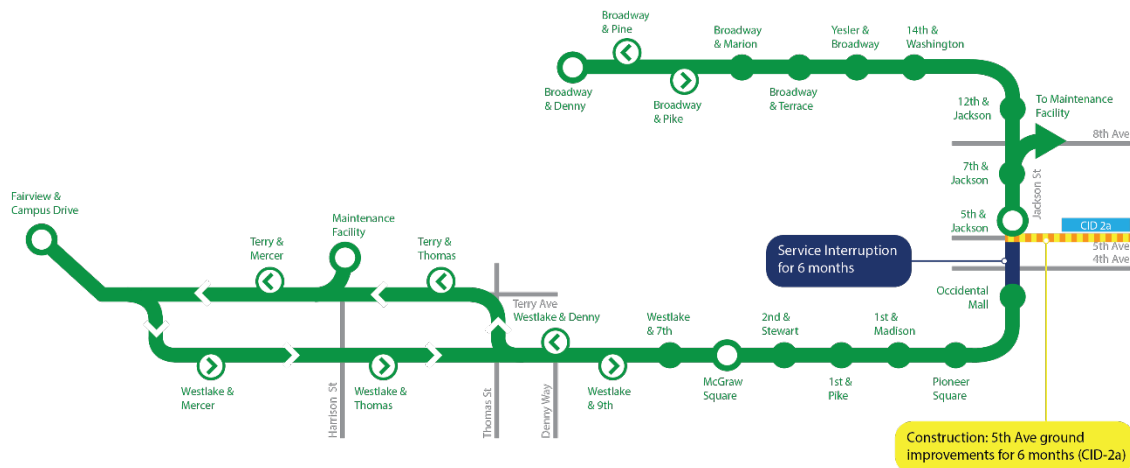 Broadway
& Pine
Broadway
& Marion
Yesler &
Broadway
14th &
Washington
Broadway
& Denny
Broadway
& Pike
Broadway
& Terrace
12th &
Jackson
To Maintenance
Facility
8th Ave
7th &
Jackson
Jackson St
5th &
Jackson
CID 2a
5th Ave
4th Ave
Service Interruption
for 6 months
Occidental
Mall
Fairview &
Campus Drive
Terry &
Mercer
Maintenance
Facility
Terry &
Thomas
Terry Ave
Westlake & Denny
Westlake
& 7th
2nd &
Stewart
1st &
Madison
Westlake &
Mercer
Harrison St
Westlake &
Thomas
Thomas St
Denny Way
Westlake
& 9th
McGraw
Square
1st &
Pike
Pioneer
Square
Construction: 5th Ave ground
improvements for 6 months (CID-2a)